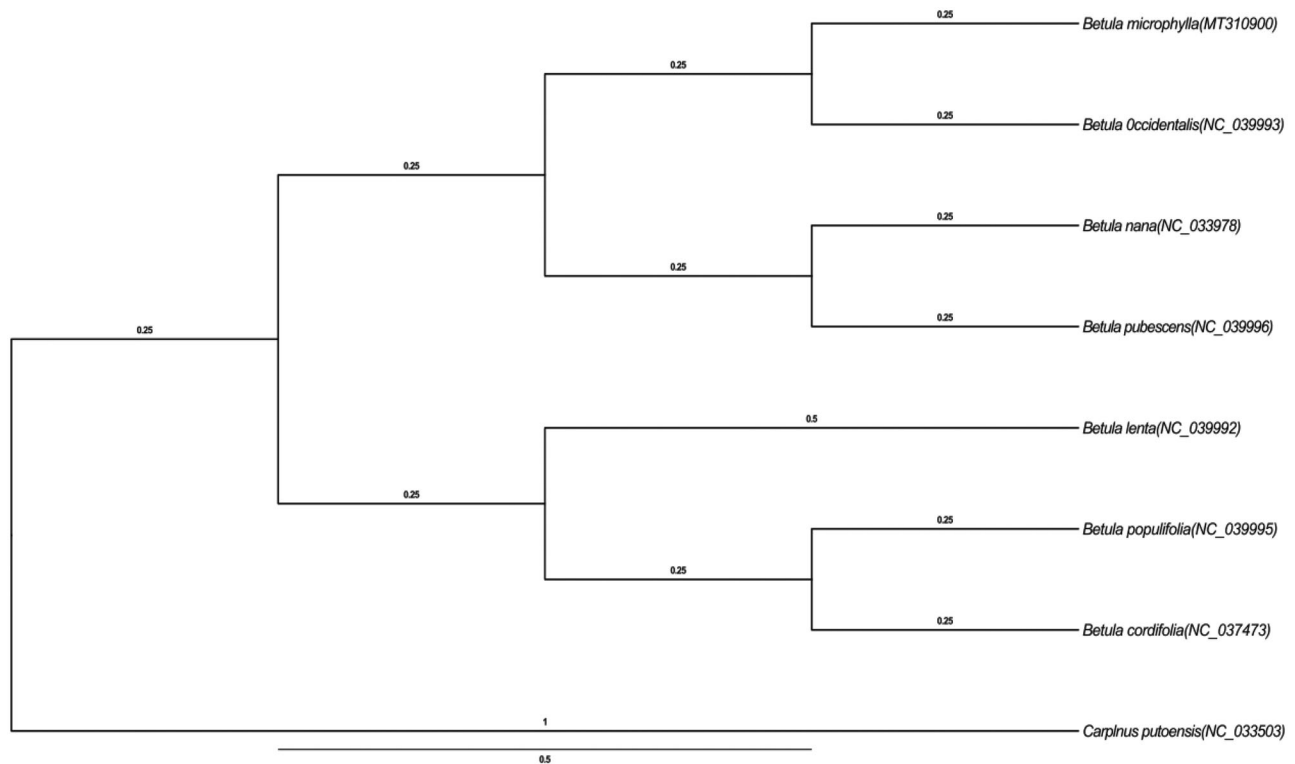 0.25
Betula microphylla(MT310900)
0.25
0.25
Betula 0ccidentalis(NC_039993)
0.25
0.25
Betula nana(NC_033978)
0.25
0.25
Betula pubescens(NC_039996)
0.25
0.5
Betula lenta(NC_039992)
0.25
0.25
Betula populifolia(NC_039995)
0.25
0.25
Betula cordifolia(NC_037473)
1
Carplnus putoensis(NC_033503)
0.5